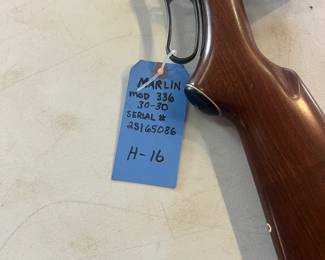 MARLIN
MOD 336
30-30
SERIAL #
25165086
H-16